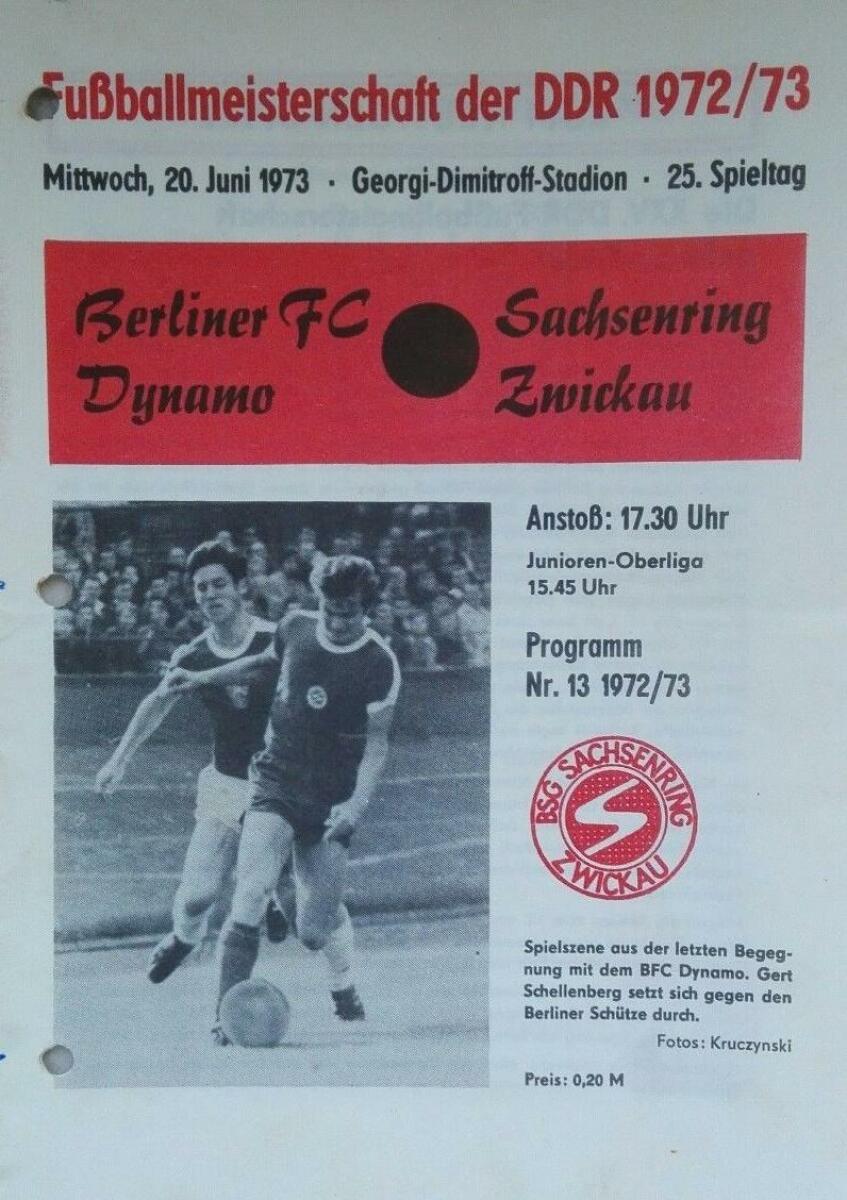 Fußballmeisterschaft der DDR 1972/73
Mittwoch, 20. Juni 1973 · Georgi-Dimitroff-Stadion · 25. Spieltag
Berliner FC
Dynamo
Sachsenring
Zwickau
Anstoß: 17.30 Uhr
Junioren-Oberliga
15.45 Uhr
Programm
Nr. 13 1972/73
BSG SACHSENRING
ZWICKAU
Spielszene aus der letzten Begeg-
nung mit dem BFC Dynamo. Gert
Schellenberg setzt sich gegen den
Berliner Schütze durch.
Fotos: Kruczynski
Preis: 0,20 M